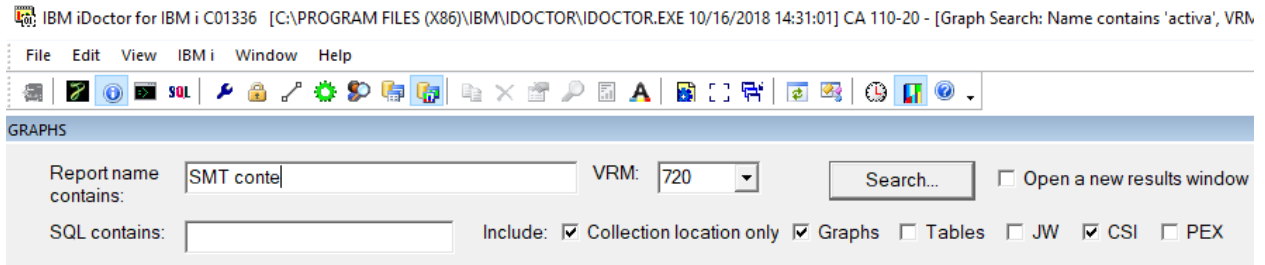 IBM iDoctor for IBM i C01336 [C:\PROGRAM FILES (X86)\IBM\IDOCTOR\IDOCTOR.EXE 10/16/2018 14:31:01] CA 110-20 - [Graph Search: Name contains 'activa', VRM
File Edit View IBM i Window Help
SQL A
GRAPHS
Report name contains: SMT conte VRM: 720 Search... Open a new results window
SQL contains: Include: Collection location only Graphs Tables JW CSI PEX